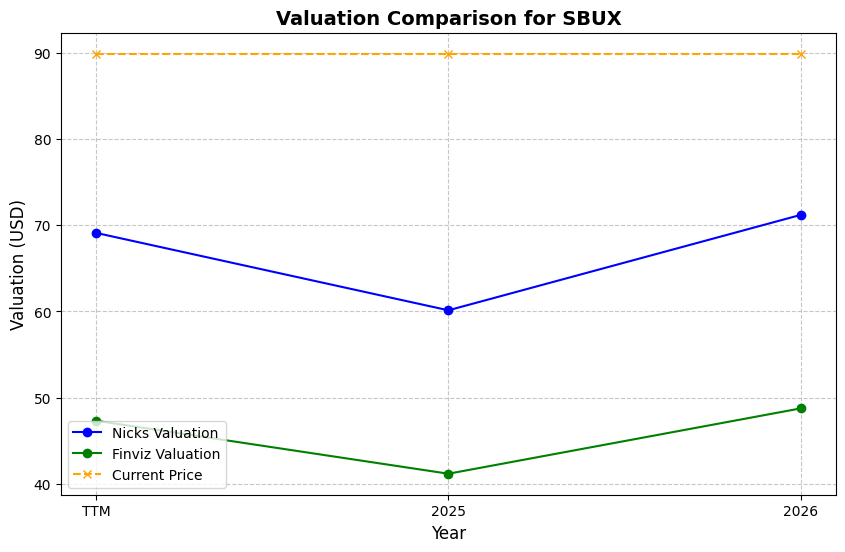 Valuation Comparison for SBUX
Valuation (USD)
90
80
70
60
50
40
Nicks Valuation
Finviz Valuation
Current Price
TTM 2025 2026
Year